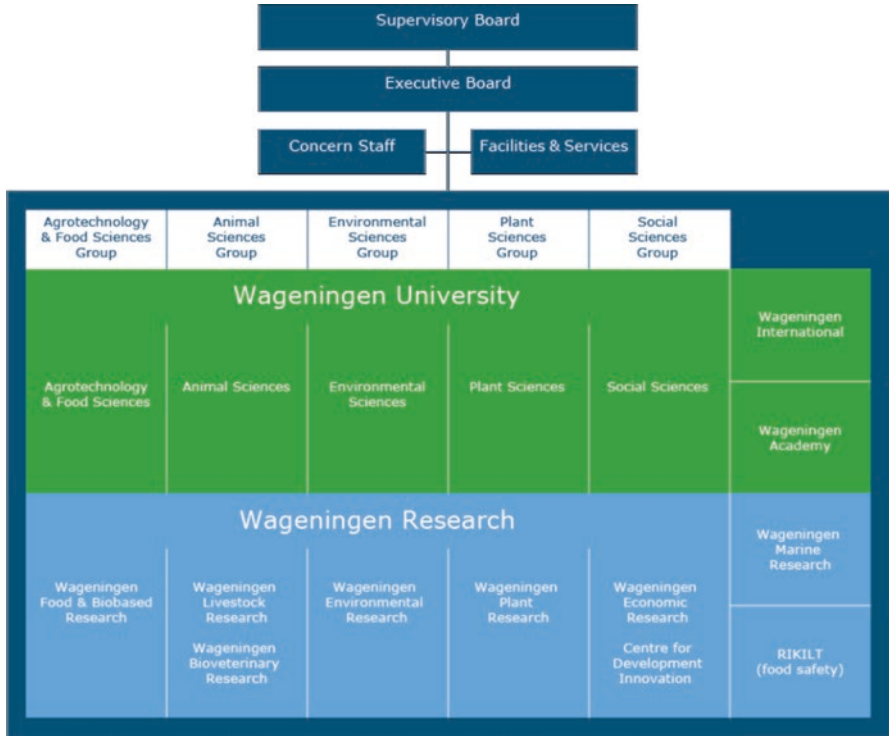 Supervisory Board
Executive Board
Concern Staff
Facilities & Services
Agrotechnology
& Food Sciences
Group
Animal
Sciences
Group
Environmental
Sciences
Group
Plant
Sciences
Group
Social
Sciences
Group
Wageningen University
Agrotechnology
& Food Sciences
Animal Sciences
Environmental
Sciences
Plant Sciences
Social Sciences
Wageningen
International
Wageningen
Academy
Wageningen Research
Wageningen
Food & Biobased
Research
Wageningen
Livestock
Research
Wageningen
Bioveterinary
Research
Wageningen
Environmental
Research
Wageningen
Plant
Research
Wageningen
Economic
Research
Centre for
Development
Innovation
Wageningen
Marine
Research
RIKILT
(food safety)